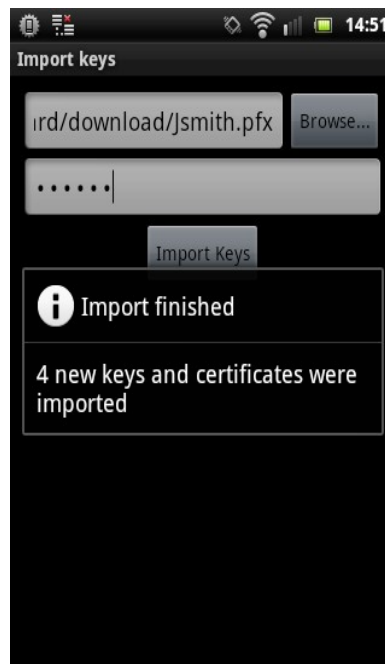 14:51
Import keys
ırd/download/Jsmith.pfx
Browse...
••••••
Import Keys
Import finished
4 new keys and certificates were
imported